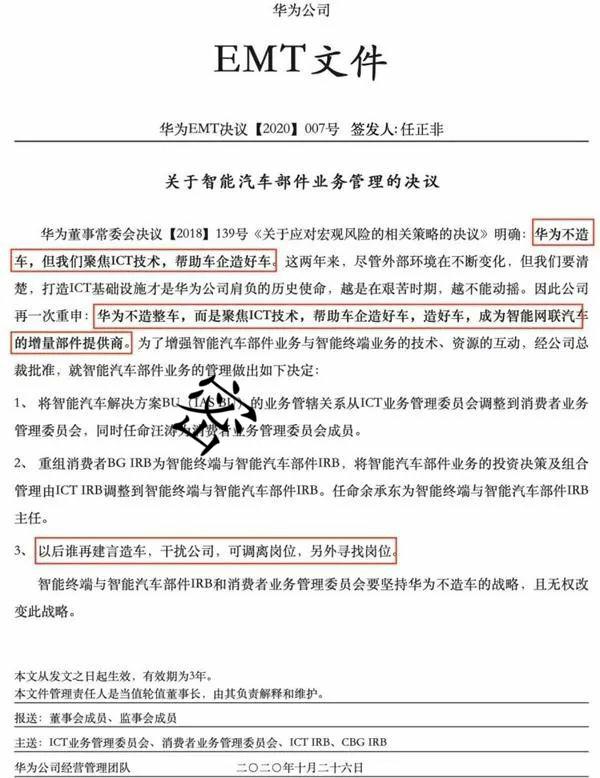 华为公司
EMT文件
华为EMT决议【2020】007号 签发人:任正非
关于智能汽车部件业务管理的决议
华为董事常委会决议【2018】139号《关于应对宏观风险的相关策略的决议》明确:华为不造
车,但我们聚焦ICT技术,帮助车企造好车。这两年来,尽管外部环境在不断变化,但我们要清
楚,打造ICT基础设施才是华为公司肩负的历史使命,越是在艰苦时期,越不能动摇。因此公司
再一次重申:华为不造整车,而是聚焦ICT技术,帮助车企造好车,造好车,成为智能网联汽车
的增量部件提供商。为了增强智能汽车部件业务与智能终端业务的技术、资源的互动,经公司总
裁批准,就智能汽车部件业务的管理做出如下决定:
1、 将智能汽车解决方案BU(IAS BU)的业务管辖关系从ICT业务管理委员会调整到消费者业务
管理委员会,同时任命汪涛为消费者业务管理委员会成员。
2、 重组消费者BG IRB为智能终端与智能汽车部件IRB,将智能汽车部件业务的投资决策及组合
管理由ICT IRB调整到智能终端与智能汽车部件IRB。任命余承东为智能终端与智能汽车部件IRB
主任。
3、 以后谁再建言造车,干扰公司,可调离岗位,另外寻找岗位。
智能终端与智能汽车部件IRB和消费者业务管理委员会要坚持华为不造车的战略,且无权改
变此战略。
本文从发文之日起生效,有效期为3年。
本文件管理责任人是当值轮值董事长,由其负责解释和维护。
报送:董事会成员、监事会成员
主送:ICT业务管理委员会、消费者业务管理委员会、ICT IRB、CBG IRB
华为公司经营管理团队 二〇二〇年十月二十六日